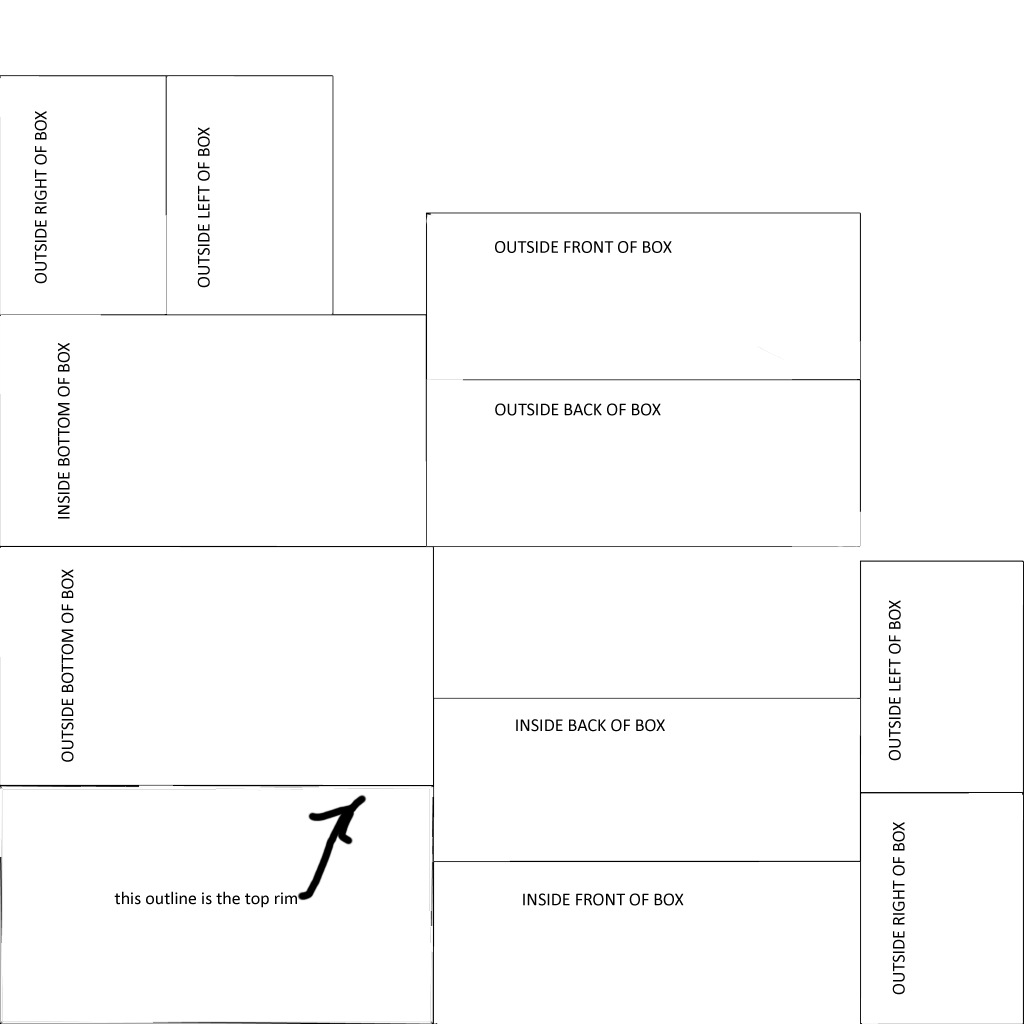 OUTSIDE RIGHT OF BOX
OUTSIDE LEFT OF BOX
OUTSIDE FRONT OF BOX
INSIDE BOTTOM OF BOX
OUTSIDE BACK OF BOX
OUTSIDE BOTTOM OF BOX
INSIDE BACK OF BOX
OUTSIDE LEFT OF BOX
this outline is the top rim
INSIDE FRONT OF BOX
OUTSIDE RIGHT OF BOX